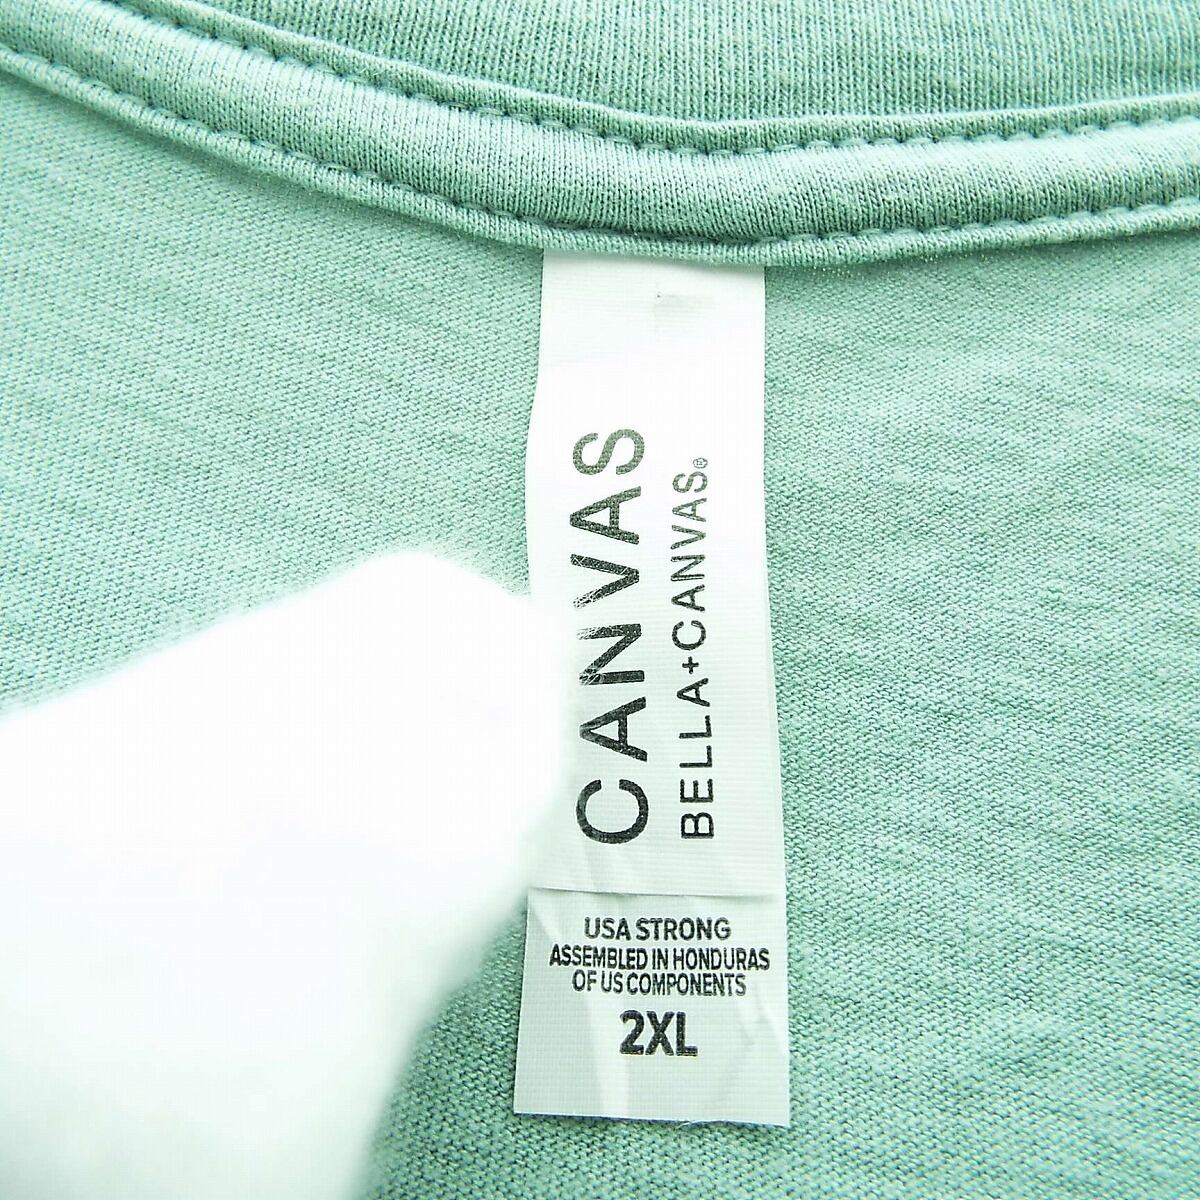 CANVAS
BELLA+CANVAS®
USA STRONG
ASSEMBLED IN HONDURAS
OF US COMPONENTS
2XL